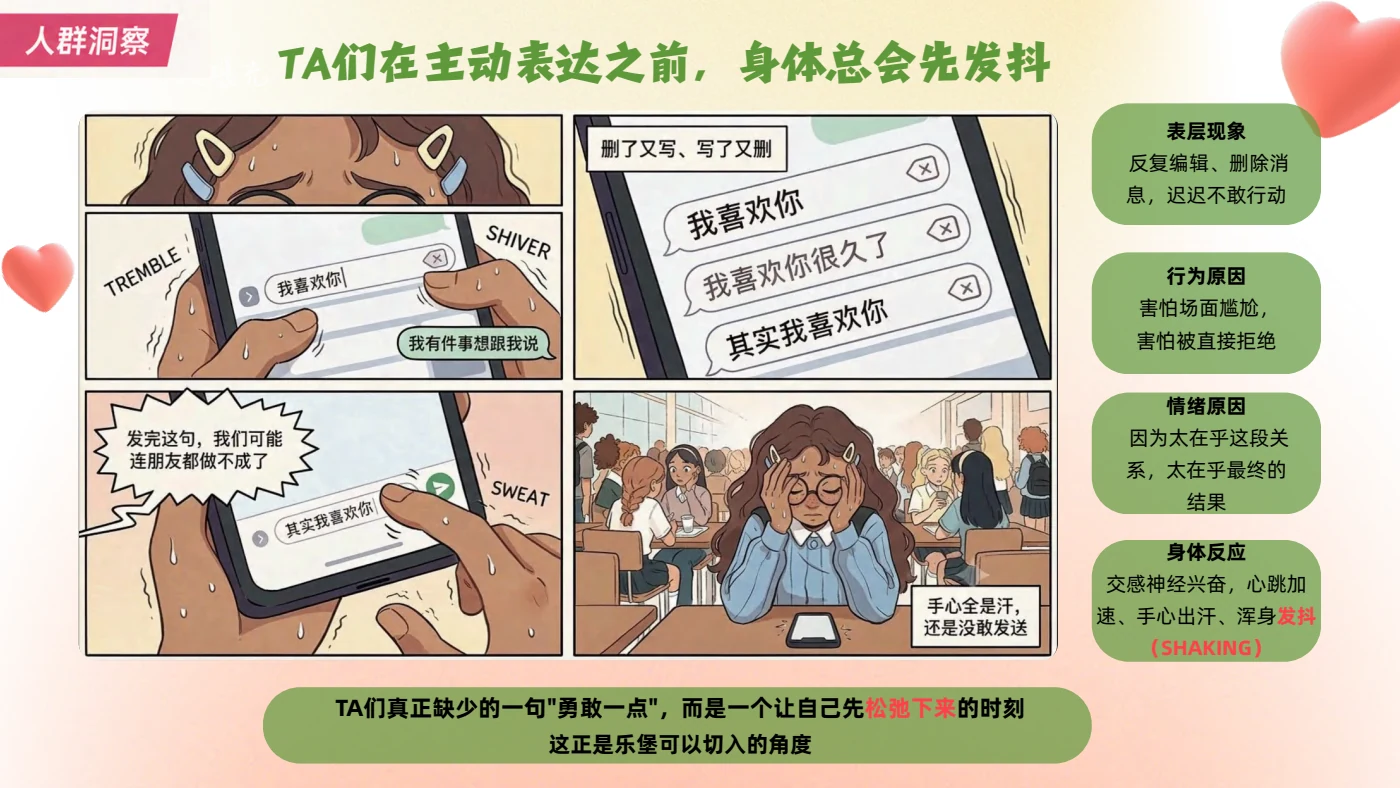 人群洞察
TA们在主动表达之前，身体总会先发抖
TREMBLE
SHIVER
我喜欢你
我有件事想跟我说
删了又写、写了又删
我喜欢你
我喜欢你很久了
其实我喜欢你
发完这句，我们可能
连朋友都做不成了
其实我喜欢你
SWEAT
手心全是汗，
还是没敢发送
表层现象
反复编辑、删除消
息，迟迟不敢行动
行为原因
害怕场面尴尬，
害怕被直接拒绝
情绪原因
因为太在乎这段关
系，太在乎最终的
结果
身体反应
交感神经兴奋，心跳加
速、手心出汗、浑身发抖
（SHAKING）
TA们真正缺少的一句"勇敢一点"，而是一个让自己先松弛下来的时刻
这正是乐堡可以切入的角度